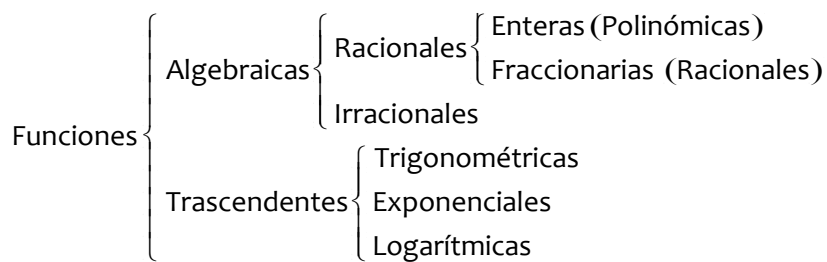 Funciones
Algebraicas
Racionales
Enteras (Polinómicas)
Fraccionarias (Racionales)
Irracionales
Trascendentes
Trigonométricas
Exponenciales
Logarítmicas